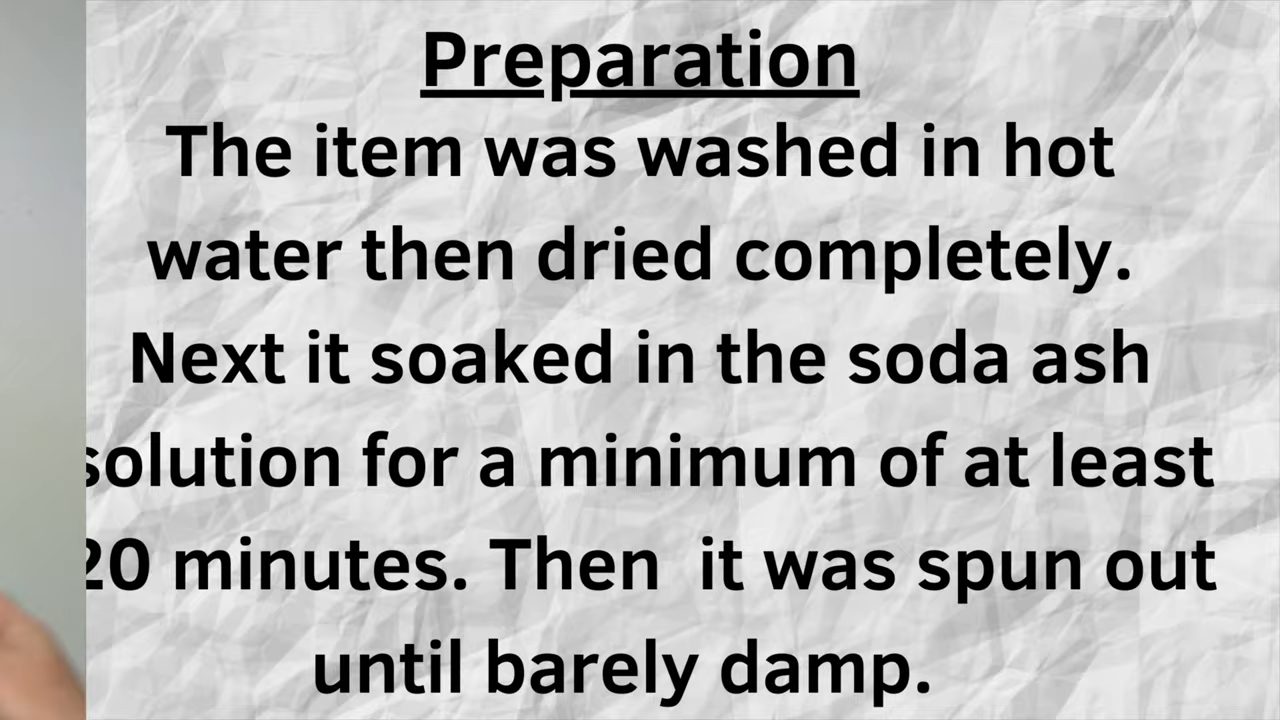 Preparation
The item was washed in hot
water then dried completely.
Next it soaked in the soda ash
solution for a minimum of at least
20 minutes. Then  it was spun out
until barely damp.